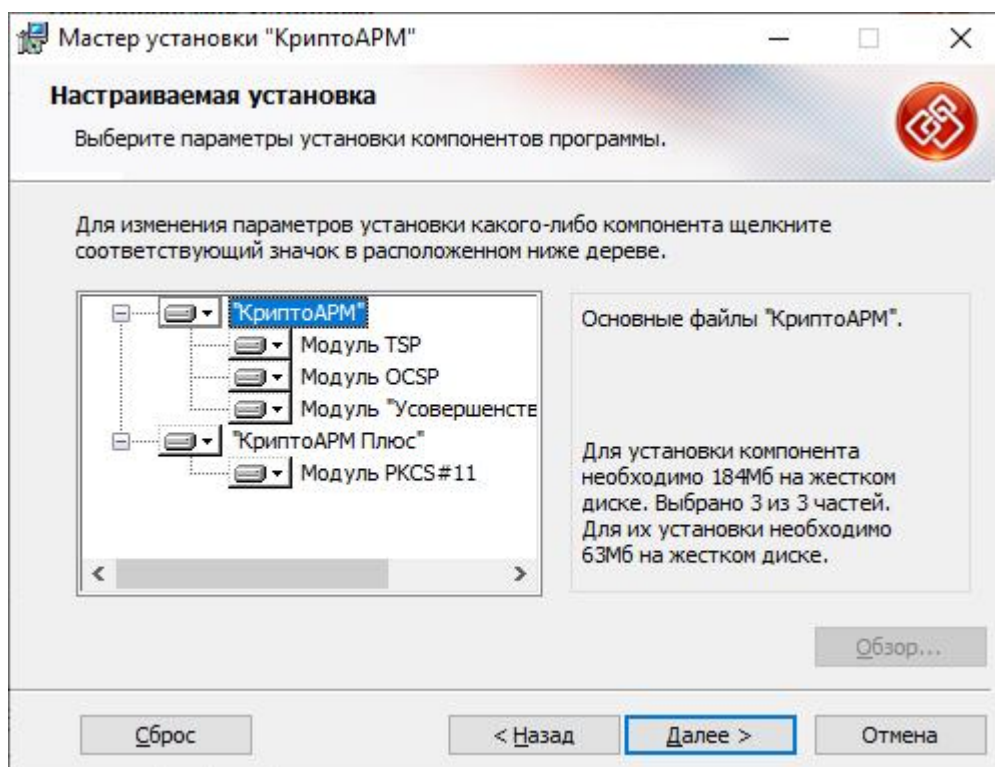 Мастер установки "КриптоАРМ"
Настраиваемая установка
Выберите параметры установки компонентов программы.
Для изменения параметров установки какого-либо компонента щелкните
соответствующий значок в расположенном ниже дереве.
"КриптоАРМ"
Модуль TSP
Модуль OCSP
Модуль "Усовершенств
"КриптоАРМ Плюс"
Модуль PKCS#11
Основные файлы "КриптоАРМ".
Для установки компонента
необходимо 184Мб на жестком
диске. Выбрано 3 из 3 частей.
Для их установки необходимо
63Мб на жестком диске.
Обзор...
Сброс
< Назад
Далее >
Отмена